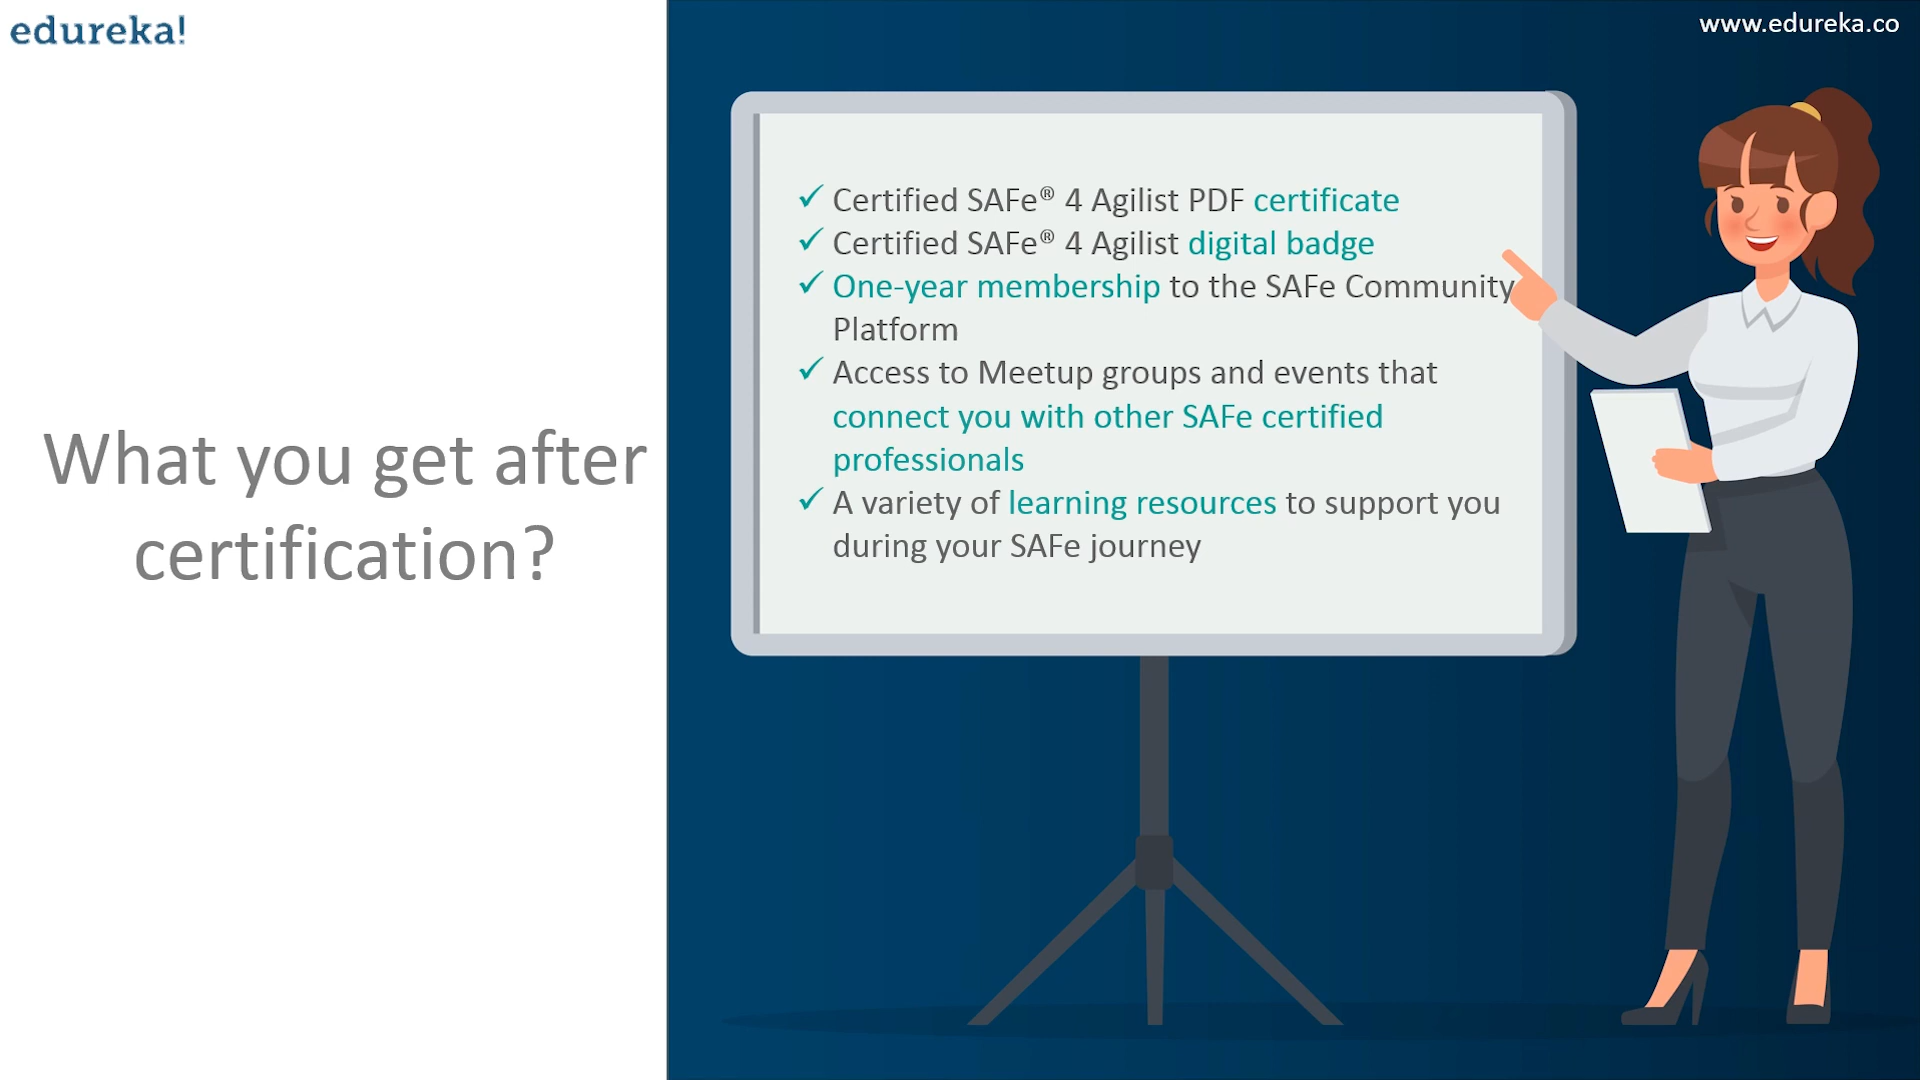 edureka!
www.edureka.co
What you get after
certification?
✓ Certified SAFe® 4 Agilist PDF certificate
✓ Certified SAFe® 4 Agilist digital badge
✓ One-year membership to the SAFe Community
Platform
✓ Access to Meetup groups and events that
connect you with other SAFe certified
professionals
✓ A variety of learning resources to support you
during your SAFe journey